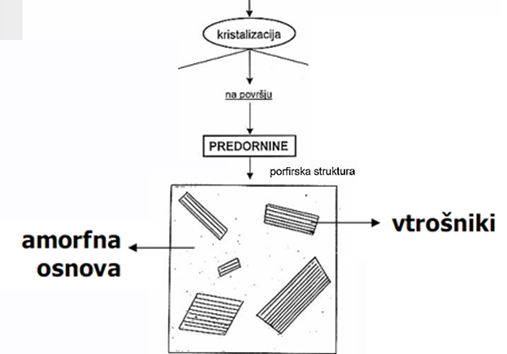 kristalizacija
na površju
PREDORNINE
porfirska struktura
vtrošniki
amorfna
osnova